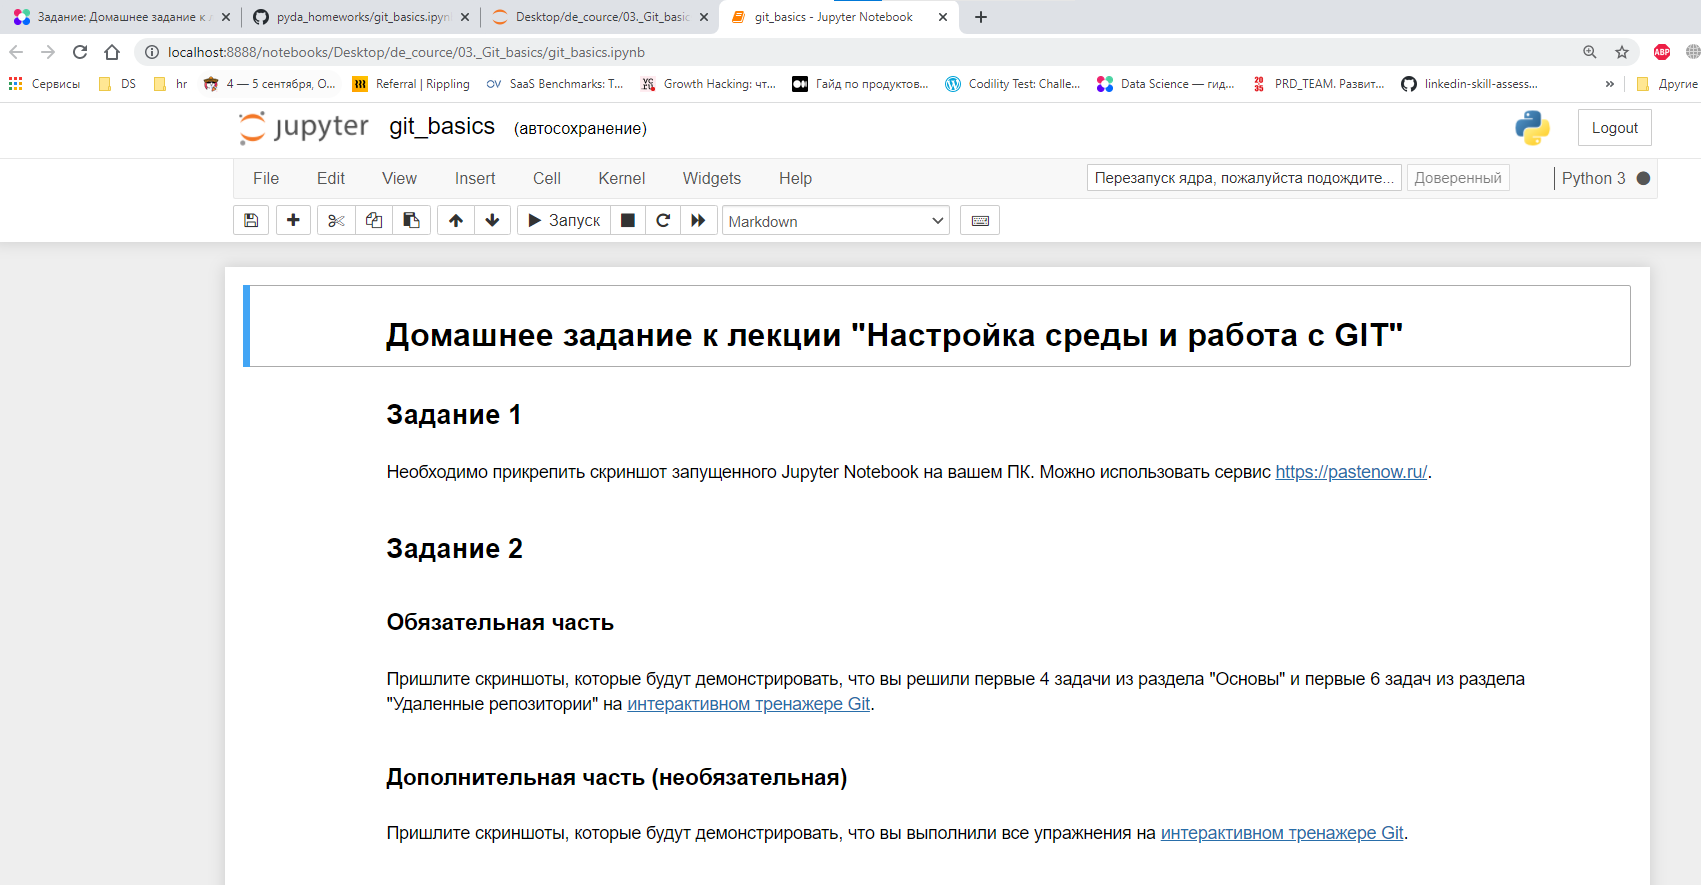 Задание: Домашнее задание к л
pyda_homeworks/git_basics.ipyn
Desktop/de_cource/03._Git_basic
git_basics - Jupyter Notebook
localhost:8888/notebooks/Desktop/de_cource/03._Git_basics/git_basics.ipynb
ABP
Сервисы
DS
hr
4 — 5 сентября, О...
Referral | Rippling
SaaS Benchmarks: T...
Growth Hacking: чт...
Гайд по продуктов...
Codility Test: Challe...
Data Science — гид...
PRD_TEAM. Развит...
linkedin-skill-assess...
»
Другие
jupyter git_basics (автосохранение)
Logout
File Edit View Insert Cell Kernel Widgets Help
Перезапуск ядра, пожалуйста подождите...
Доверенный
Python 3
Запуск
Markdown
Домашнее задание к лекции "Настройка среды и работа с GIT"
Задание 1
Необходимо прикрепить скриншот запущенного Jupyter Notebook на вашем ПК. Можно использовать сервис https://pastenow.ru/.
Задание 2
Обязательная часть
Пришлите скриншоты, которые будут демонстрировать, что вы решили первые 4 задачи из раздела "Основы" и первые 6 задач из раздела
"Удаленные репозитории" на интерактивном тренажере Git.
Дополнительная часть (необязательная)
Пришлите скриншоты, которые будут демонстрировать, что вы выполнили все упражнения на интерактивном тренажере Git.